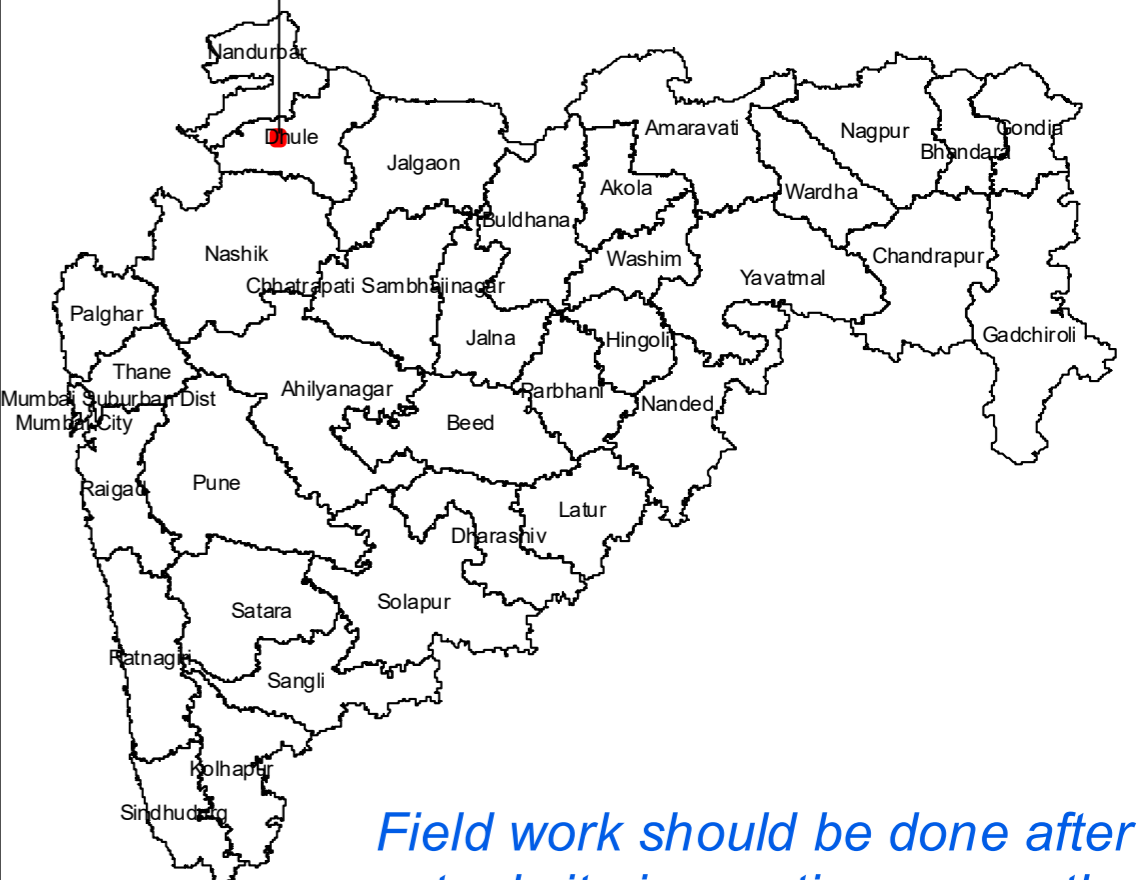 Nandurbar
Dhule
Amaravati
Nagpur
Gondia
Bhandara
Jalgaon
Akola
Wardha
Buldhana
Nashik
Washim
Chandrapur
Yavatmal
Chhatrapati Sambhajinagar
Palghar
Jalna
Hingoli
Gadchiroli
Thane
Ahilyanagar
Parbhani
Mumbai Suburban Dist
Nanded
Mumbai City
Beed
Raigad
Pune
Latur
Dharashiv
Satara
Solapur
Ratnagiri
Sangli
Kolhapur
Sindhudurg
Field work should be done after